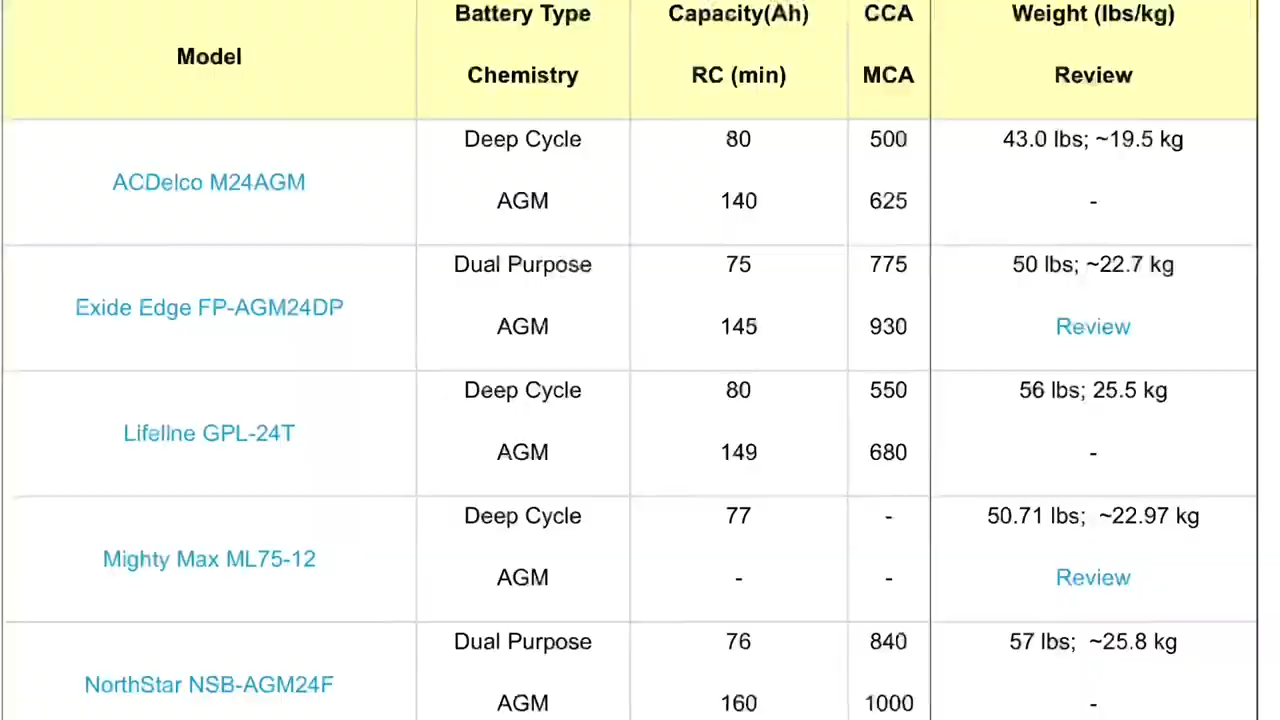 Battery Type Capacity(Ah) CCA Weight (lbs/kg)
Model
Chemistry RC (min) MCA Review
Deep Cycle 80 500 43.0 lbs; ~19.5 kg
ACDelco M24AGM
AGM 140 625 -
Dual Purpose 75 775 50 lbs; ~22.7 kg
Exide Edge FP-AGM24DP
AGM 145 930 Review
Deep Cycle 80 550 56 lbs; 25.5 kg
Lifeline GPL-24T
AGM 149 680 -
Deep Cycle 77 - 50.71 lbs; ~22.97 kg
Mighty Max ML75-12
AGM - - Review
Dual Purpose 76 840 57 lbs; ~25.8 kg
NorthStar NSB-AGM24F
AGM 160 1000 -